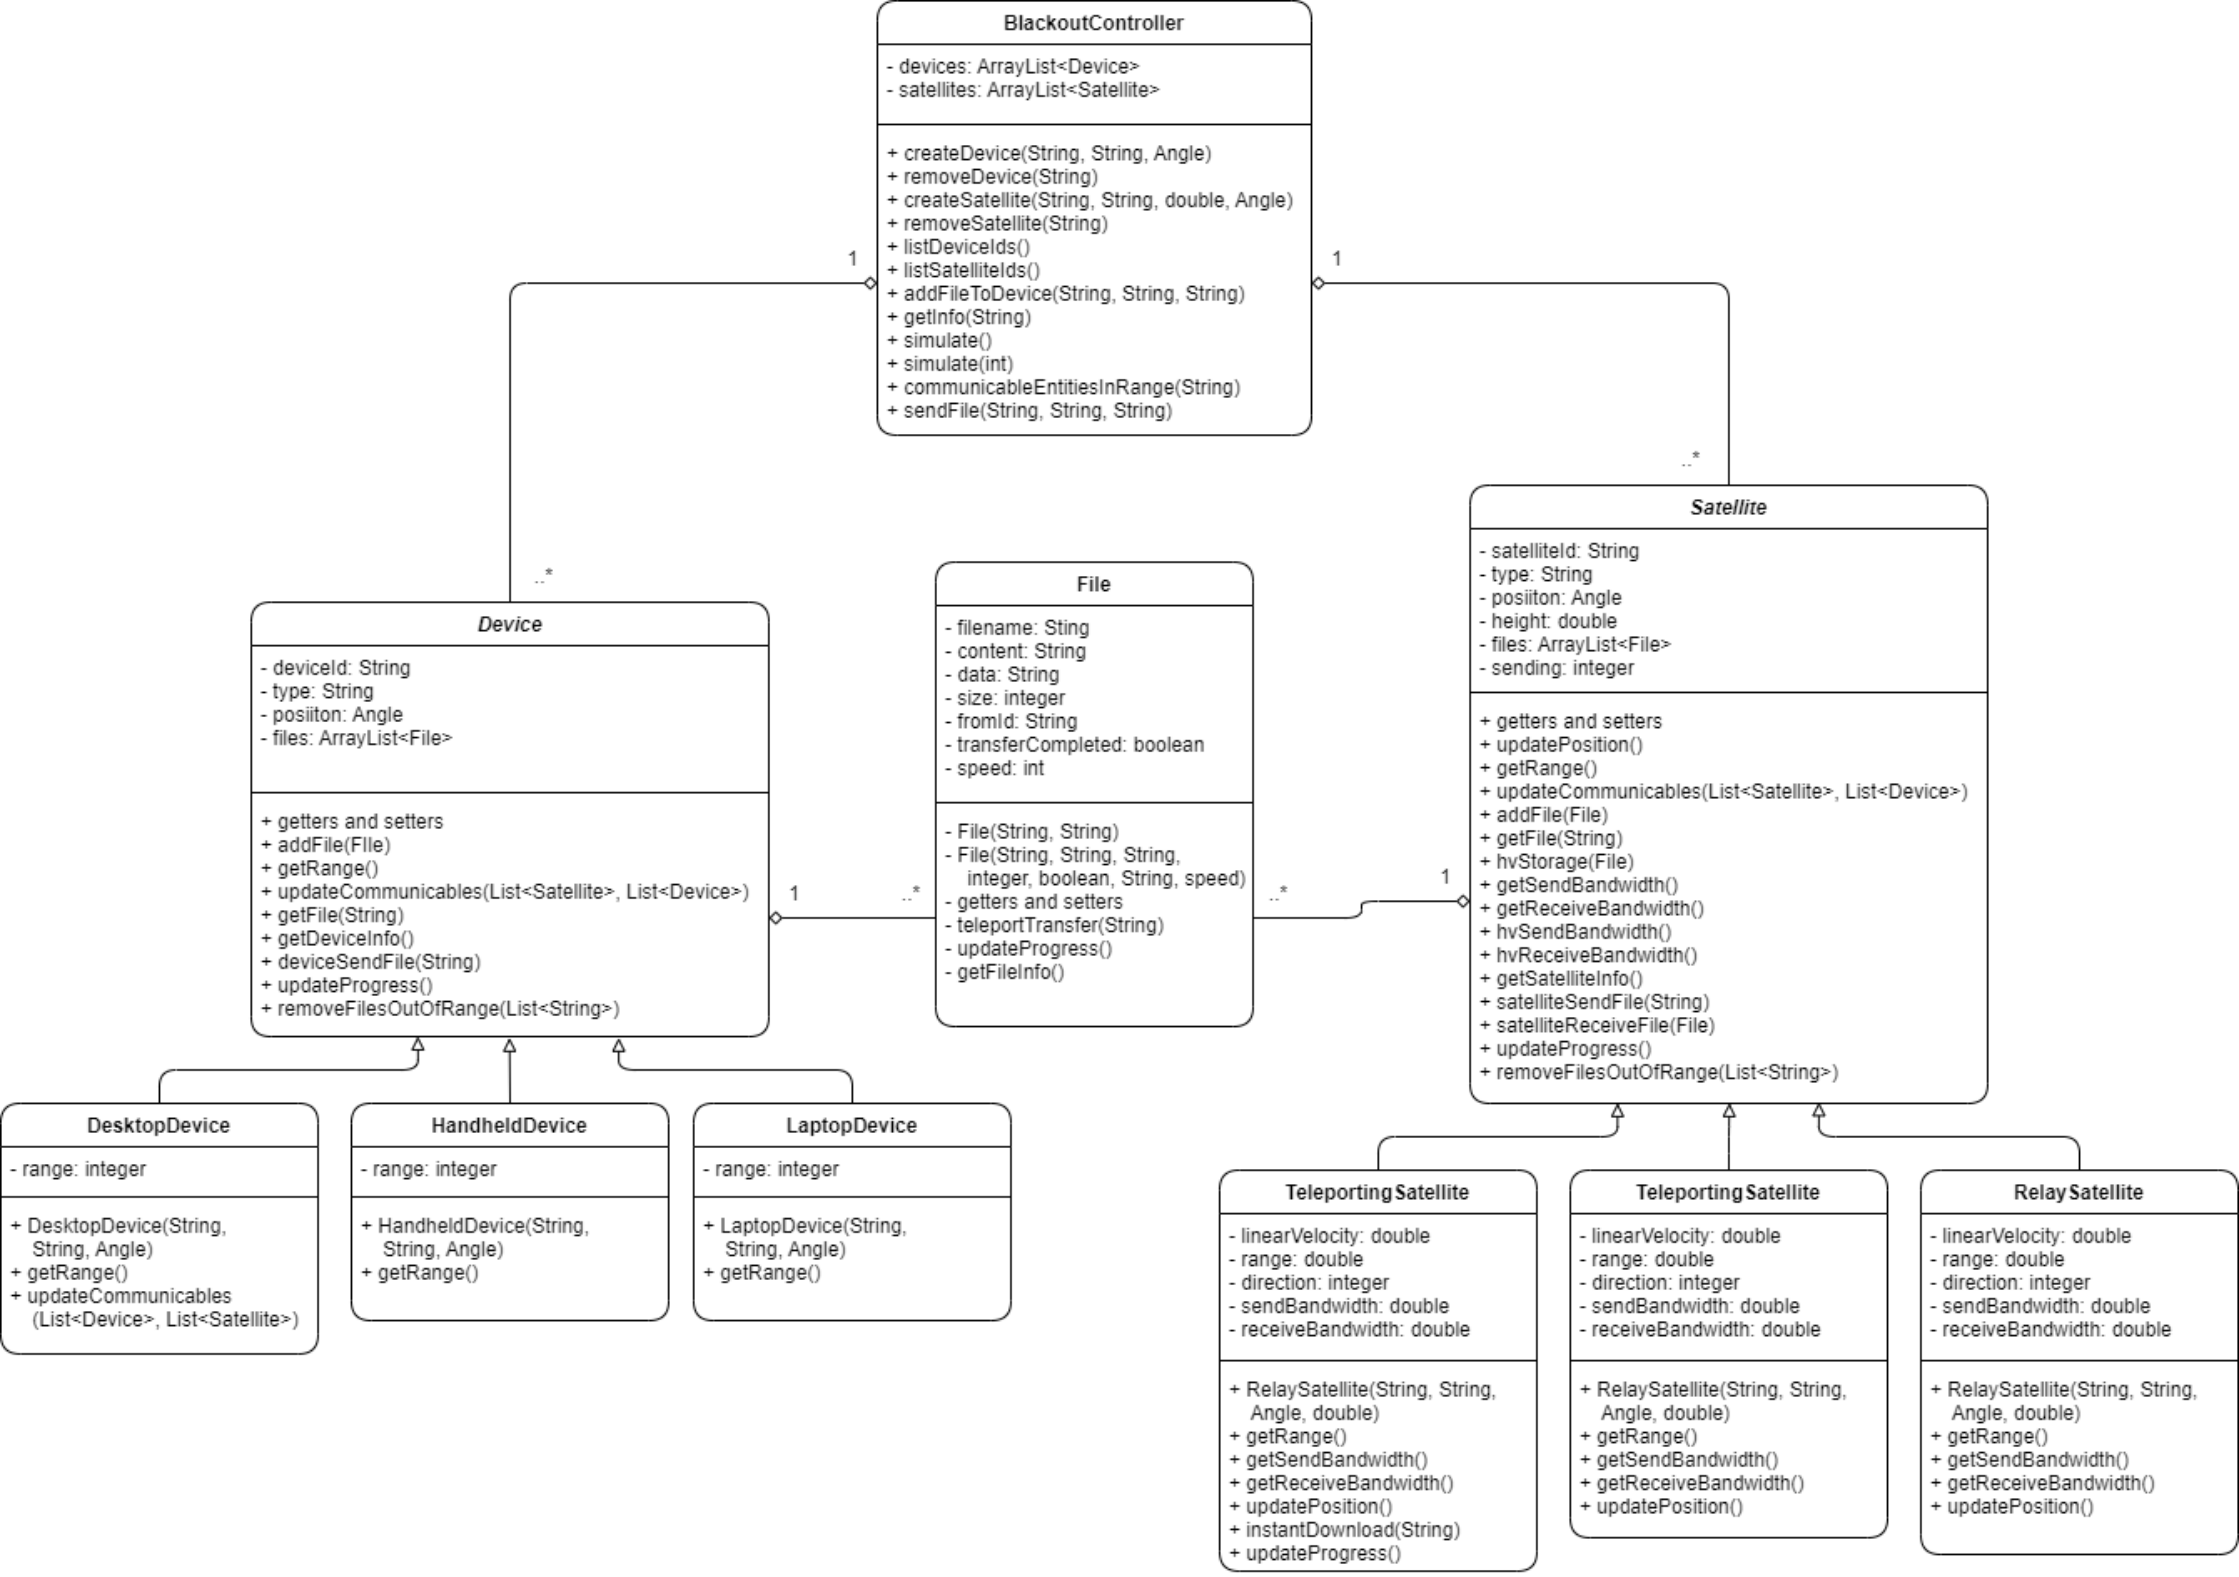 BlackoutController
- devices: ArrayList<Device>
- satellites: ArrayList<Satellite>
+ createDevice(String, String, Angle)
+ removeDevice(String)
+ createSatellite(String, String, double, Angle)
+ removeSatellite(String)
+ listDeviceIds()
+ listSatelliteIds()
+ addFileToDevice(String, String, String)
+ getInfo(String)
+ simulate()
+ simulate(int)
+ communicableEntitiesInRange(String)
+ sendFile(String, String, String)
1
1
..*
..*
Device
- deviceId: String
- type: String
- posiiton: Angle
- files: ArrayList<File>
+ getters and setters
+ addFile(FIle)
+ getRange()
+ updateCommunicables(List<Satellite>, List<Device>)
+ getFile(String)
+ getDeviceInfo()
+ deviceSendFile(String)
+ updateProgress()
+ removeFilesOutOfRange(List<String>)
1
..*
File
- filename: Sting
- content: String
- data: String
- size: integer
- fromId: String
- transferCompleted: boolean
- speed: int
- File(String, String)
- File(String, String, String,
integer, boolean, String, speed)
- getters and setters
- teleportTransfer(String)
- updateProgress()
- getFileInfo()
..*
1
Satellite
- satelliteId: String
- type: String
- posiiton: Angle
- height: double
- files: ArrayList<File>
- sending: integer
+ getters and setters
+ updatePosition()
+ getRange()
+ updateCommunicables(List<Satellite>, List<Device>)
+ addFile(File)
+ getFile(String)
+ hvStorage(File)
+ getSendBandwidth()
+ getReceiveBandwidth()
+ hvSendBandwidth()
+ hvReceiveBandwidth()
+ getSatelliteInfo()
+ satelliteSendFile(String)
+ satelliteReceiveFile(File)
+ updateProgress()
+ removeFilesOutOfRange(List<String>)
DesktopDevice
- range: integer
+ DesktopDevice(String,
String, Angle)
+ getRange()
+ updateCommunicables
(List<Device>, List<Satellite>)
HandheldDevice
- range: integer
+ HandheldDevice(String,
String, Angle)
+ getRange()
LaptopDevice
- range: integer
+ LaptopDevice(String,
String, Angle)
+ getRange()
TeleportingSatellite
- linearVelocity: double
- range: double
- direction: integer
- sendBandwidth: double
- receiveBandwidth: double
+ RelaySatellite(String, String,
Angle, double)
+ getRange()
+ getSendBandwidth()
+ getReceiveBandwidth()
+ updatePosition()
+ instantDownload(String)
+ updateProgress()
TeleportingSatellite
- linearVelocity: double
- range: double
- direction: integer
- sendBandwidth: double
- receiveBandwidth: double
+ RelaySatellite(String, String,
Angle, double)
+ getRange()
+ getSendBandwidth()
+ getReceiveBandwidth()
+ updatePosition()
RelaySatellite
- linearVelocity: double
- range: double
- direction: integer
- sendBandwidth: double
- receiveBandwidth: double
+ RelaySatellite(String, String,
Angle, double)
+ getRange()
+ getSendBandwidth()
+ getReceiveBandwidth()
+ updatePosition()